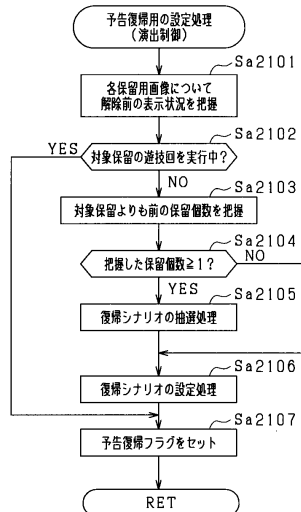 予告復帰用の設定処理
(演出制御)
Sa2101
各保留用画像について
解除前の表示状況を把握
Sa2102
YES
対象保留の遊技回を実行中?
NO
Sa2103
対象保留よりも前の保留個数を把握
Sa2104
把握した保留個数≧1?
NO
YES
Sa2105
復帰シナリオの抽選処理
Sa2106
復帰シナリオの設定処理
Sa2107
予告復帰フラグをセット
RET